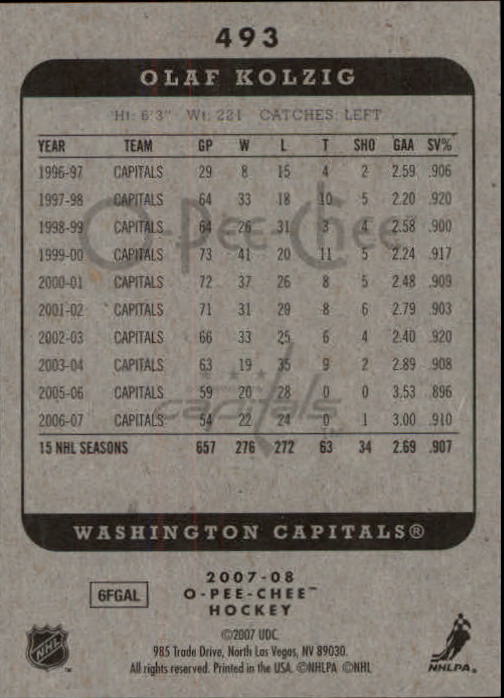 493
OLAF KOLZIG
Ht: 6'3" Wt: 221 CATCHES: LEFT
YEAR TEAM GP W L T SHO GAA SV%
1996-97 CAPITALS 29 8 15 4 2 2.59 .906
1997-98 CAPITALS 64 33 18 10 5 2.20 .920
O-Pee-Chee
1998-99 CAPITALS 64 26 31 3 4 2.58 .900
1999-00 CAPITALS 73 41 20 11 5 2.24 .917
2000-01 CAPITALS 72 37 26 8 5 2.48 .909
2001-02 CAPITALS 71 31 29 8 6 2.79 .903
2002-03 CAPITALS 66 33 25 6 4 2.40 .920
2003-04 CAPITALS 63 19 35 9 2 2.89 .908
2005-06 CAPITALS 59 20 28 0 0 3.53 .896
capitals
2006-07 CAPITALS 54 22 24 0 1 3.00 .910
15 NHL SEASONS 657 276 272 63 34 2.69 .907
WASHINGTON CAPITALS®
2007-08
6FGAL O-PEE-CHEE™
HOCKEY
©2007 UDC.
985 Trade Drive, North Las Vegas, NV 89030.
All rights reserved. Printed in the USA. ©NHLPA ©NHL
NHL™
NHLPA®